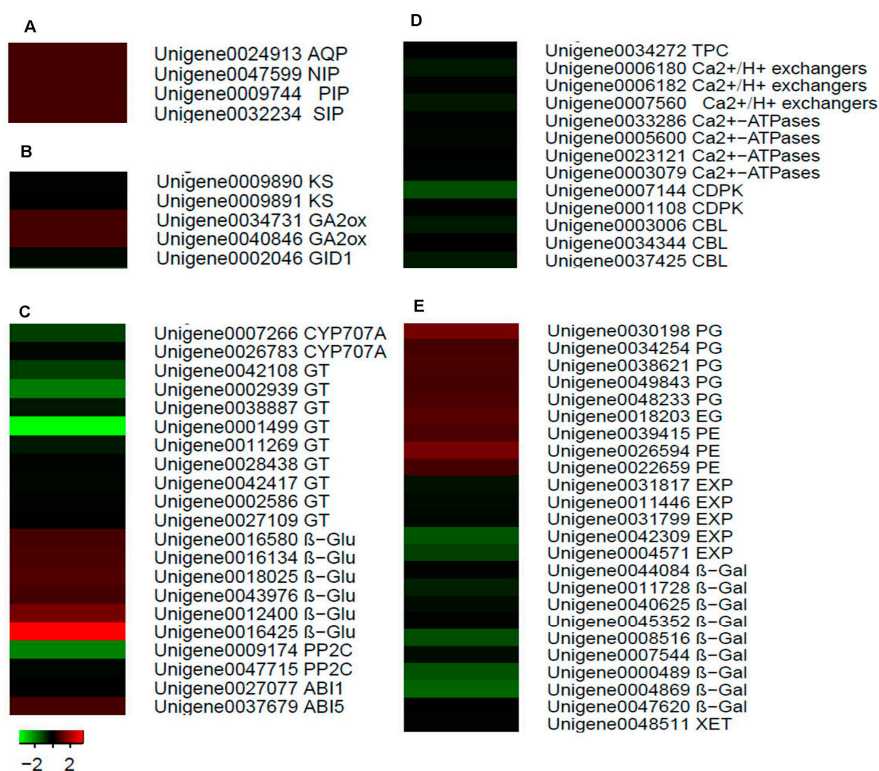 A
Unigene0024913 AQP
Unigene0047599 NIP
Unigene0009744 PIP
Unigene0032234 SIP
B
Unigene0009890 KS
Unigene0009891 KS
Unigene0034731 GA2ox
Unigene0040846 GA2ox
Unigene0002046 GID1
C
Unigene0007266 CYP707A
Unigene0026783 CYP707A
Unigene0042108 GT
Unigene0002939 GT
Unigene0038887 GT
Unigene0001499 GT
Unigene0011269 GT
Unigene0028438 GT
Unigene0042417 GT
Unigene0002586 GT
Unigene0027109 GT
Unigene0016580 ß−Glu
Unigene0016134 ß−Glu
Unigene0018025 ß−Glu
Unigene0043976 ß−Glu
Unigene0012400 ß−Glu
Unigene0016425 ß−Glu
Unigene0009174 PP2C
Unigene0047715 PP2C
Unigene0027077 ABI1
Unigene0037679 ABI5
−2 2
D
Unigene0034272 TPC
Unigene0006180 Ca2+/H+ exchangers
Unigene0006182 Ca2+/H+ exchangers
Unigene0007560 Ca2+/H+ exchangers
Unigene0033286 Ca2+−ATPases
Unigene0005600 Ca2+−ATPases
Unigene0023121 Ca2+−ATPases
Unigene0003079 Ca2+−ATPases
Unigene0007144 CDPK
Unigene0001108 CDPK
Unigene0003006 CBL
Unigene0034344 CBL
Unigene0037425 CBL
E
Unigene0030198 PG
Unigene0034254 PG
Unigene0038621 PG
Unigene0049843 PG
Unigene0048233 PG
Unigene0018203 EG
Unigene0039415 PE
Unigene0026594 PE
Unigene0022659 PE
Unigene0031817 EXP
Unigene0011446 EXP
Unigene0031799 EXP
Unigene0042309 EXP
Unigene0004571 EXP
Unigene0044084 ß−Gal
Unigene0011728 ß−Gal
Unigene0040625 ß−Gal
Unigene0045352 ß−Gal
Unigene0008516 ß−Gal
Unigene0007544 ß−Gal
Unigene0000489 ß−Gal
Unigene0004869 ß−Gal
Unigene0047620 ß−Gal
Unigene0048511 XET